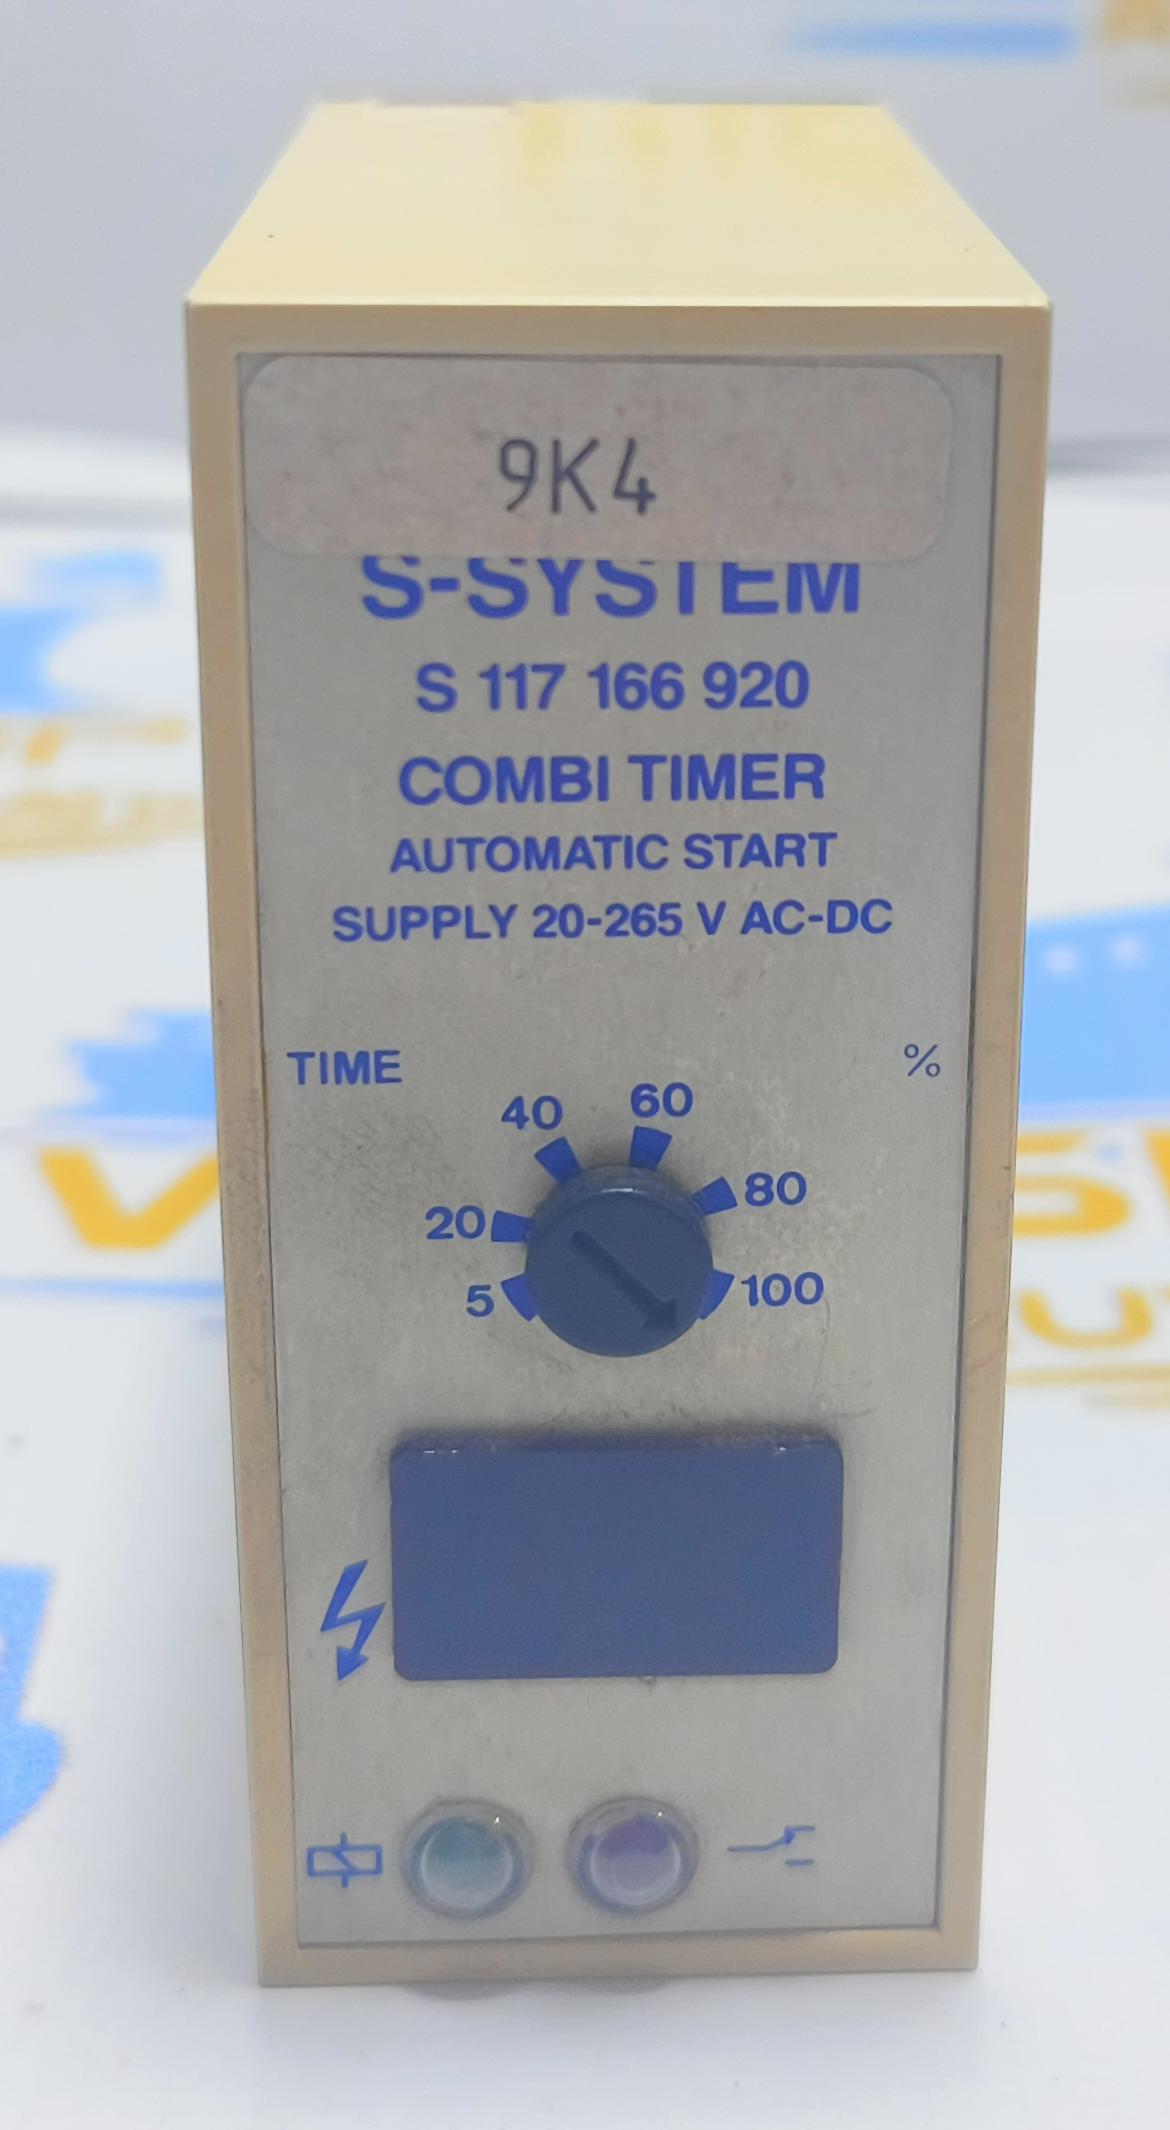 9K4
S-SYSTEM
S 117 166 920
COMBI TIMER
AUTOMATIC START
SUPPLY 20-265 V AC-DC
TIME %
40 60
20 80
5 100